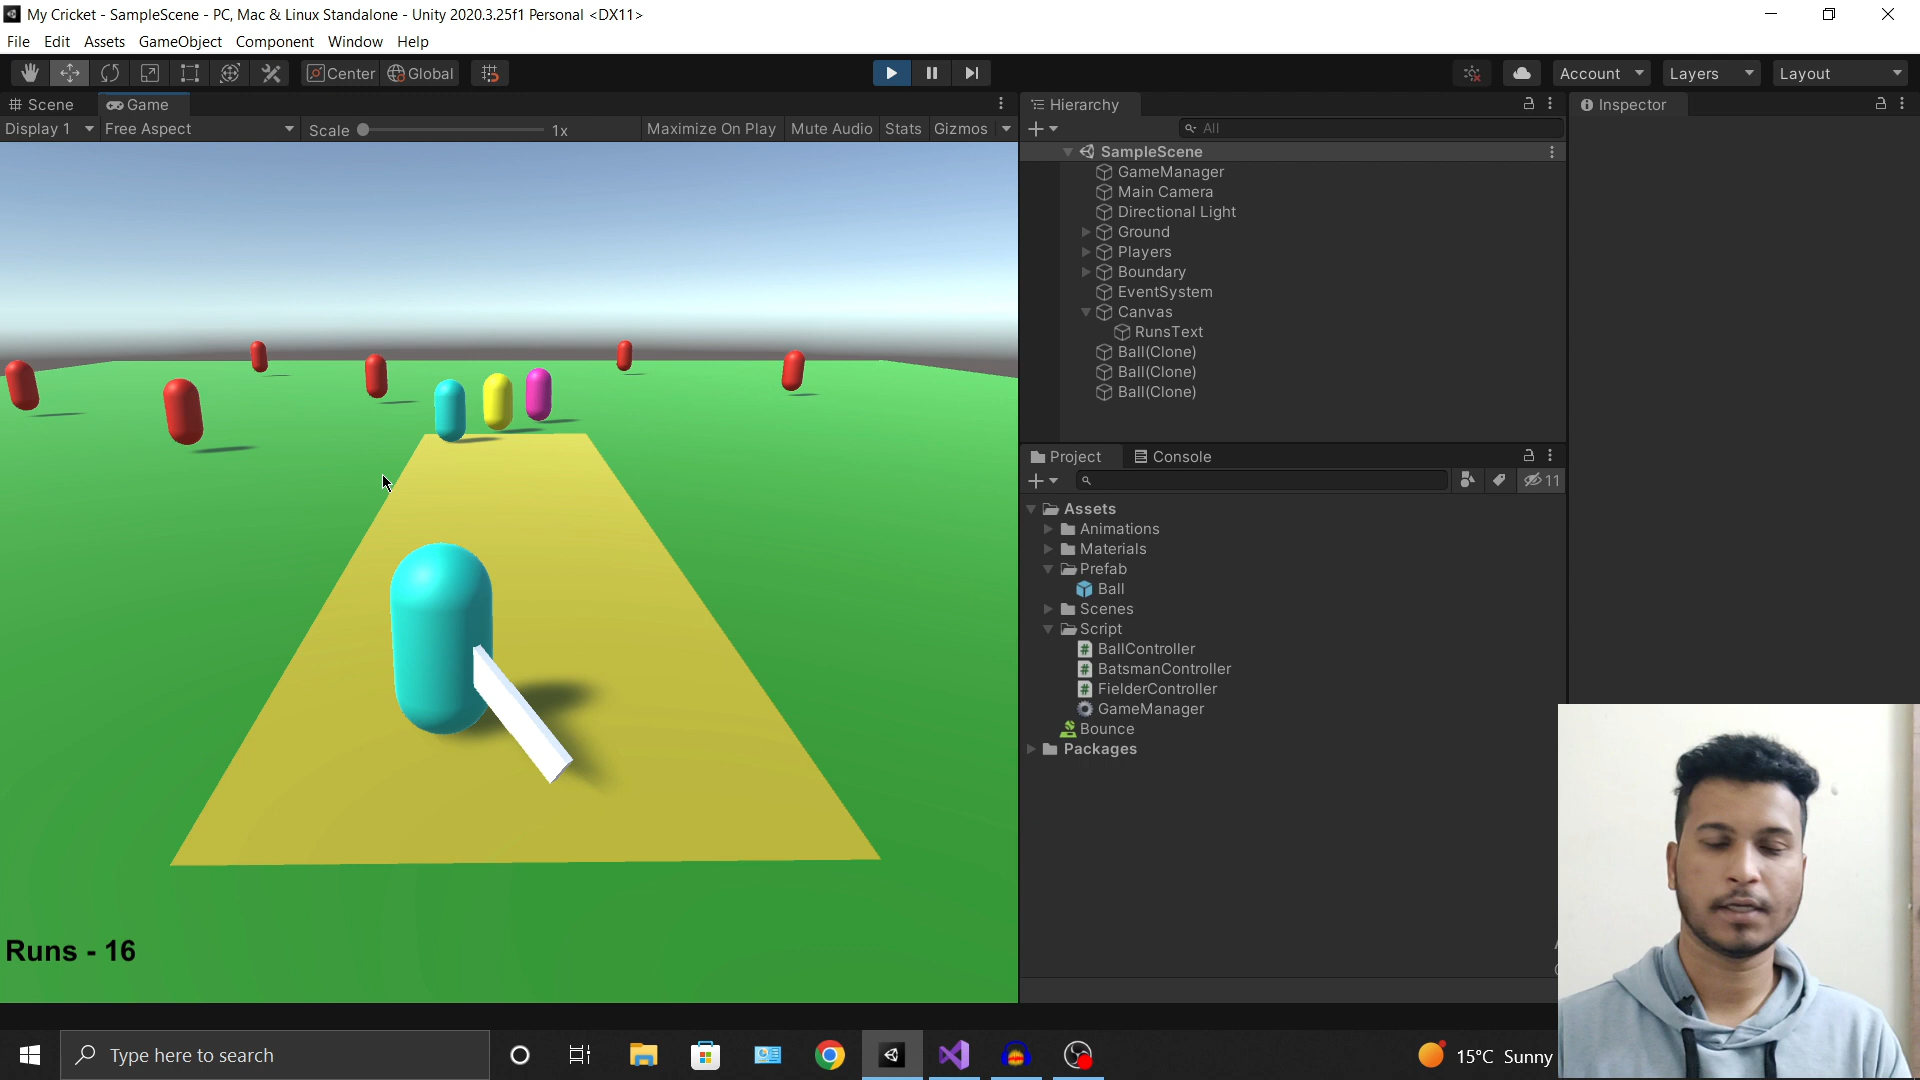 My Cricket - SampleScene - PC, Mac & Linux Standalone - Unity 2020.3.25f1 Personal <DX11>
File Edit Assets GameObject Component Window Help
Center Global Account Layers Layout
Scene Game Hierarchy Inspector
Display 1 Free Aspect Scale 1x Maximize On Play Mute Audio Stats Gizmos All
SampleScene
GameManager
Main Camera
Directional Light
Ground
Players
Boundary
EventSystem
Canvas
RunsText
Ball(Clone)
Ball(Clone)
Ball(Clone)
Project Console
11
Assets
Animations
Materials
Prefab
Ball
Scenes
Script
BallController
BatsmanController
FielderController
GameManager
Bounce
Packages
Runs - 16
Type here to search
15°C Sunny